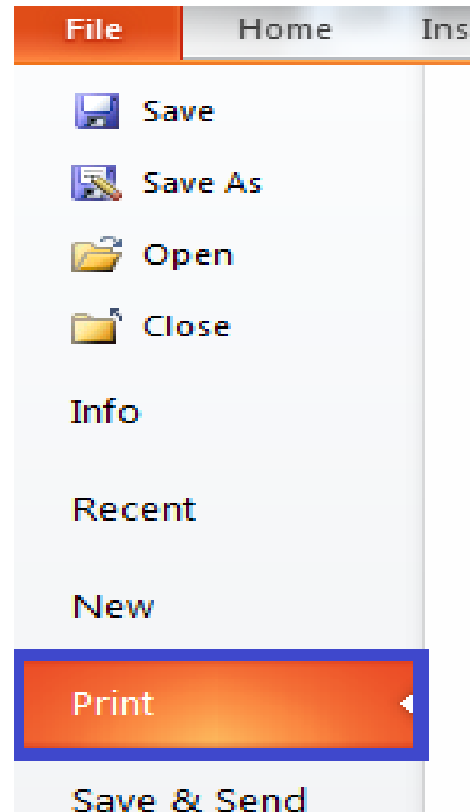 File Home Ins
Save
Save As
Open
Close
Info
Recent
New
Print
Save & Send